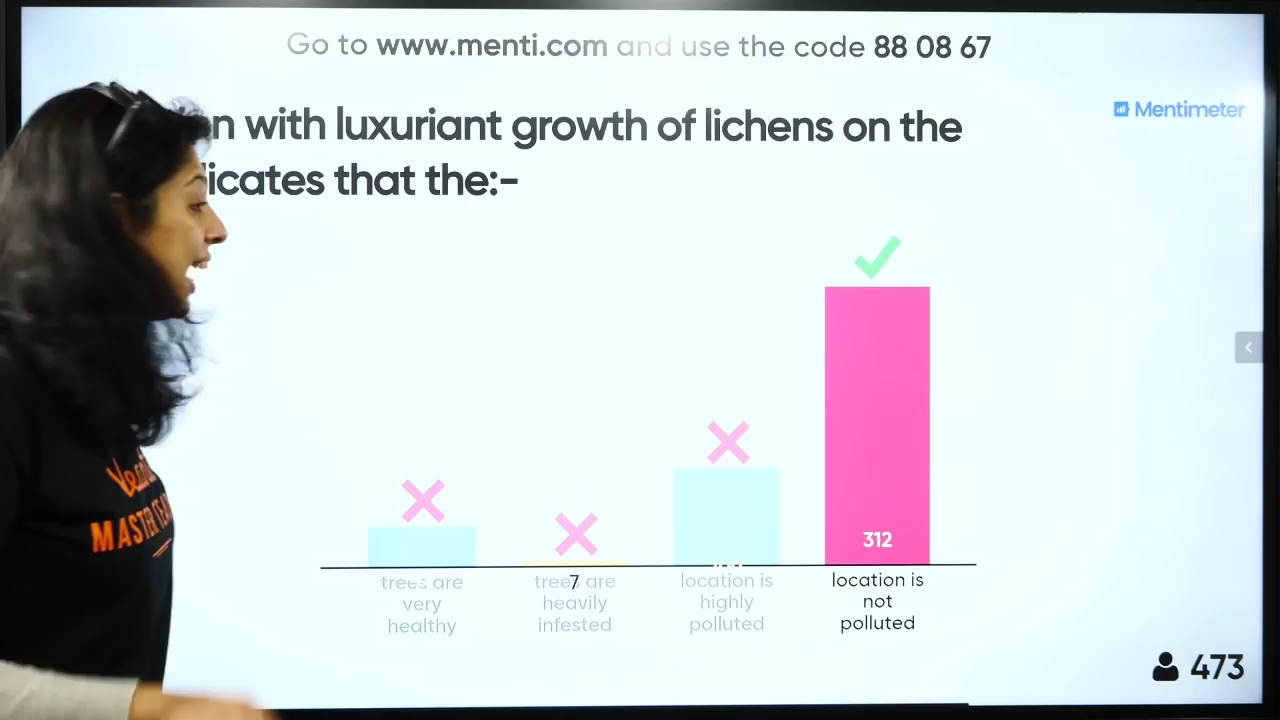 Go to www.menti.com and use the code 88 08 67
Mentimeter
with luxuriant growth of lichens on the
that the:-
312
7
trees are
very
healthy
trees are
heavily
infested
location is
highly
polluted
location is
not
polluted
MASTER
473